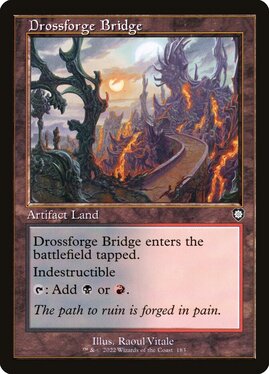 Drossforge Bridge
Artifact Land
Drossforge Bridge enters the
battlefield tapped.
Indestructible
: Add or .
The path to ruin is forged in pain.
Illus. Raoul Vitale
™ & © 2022 Wizards of the Coast 183